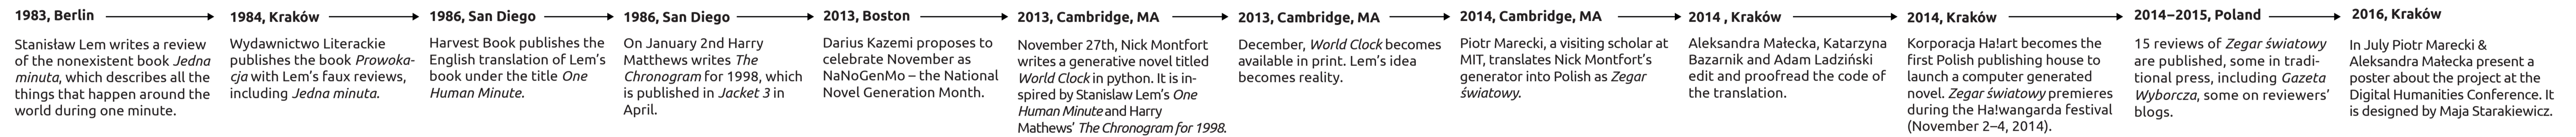 1983, Berlin
Stanisław Lem writes a review
of the nonexistent book Jedna
minuta, which describes all the
things that happen around the
world during one minute.
1984, Kraków
Wydawnictwo Literackie
publishes the book Prowoka-
cja with Lem's faux reviews,
including Jedna minuta.
1986, San Diego
Harvest Book publishes the
English translation of Lem's
book under the title One
Human Minute.
1986, San Diego
On January 2nd Harry
Matthews writes The
Chronogram for 1998, which
is published in Jacket 3 in
April.
2013, Boston
Darius Kazemi proposes to
celebrate November as
NaNoGenMo – the National
Novel Generation Month.
2013, Cambridge, MA
November 27th, Nick Montfort
writes a generative novel titled
World Clock in python. It is in-
spired by Stanislaw Lem's One
Human Minute and Harry
Mathews' The Chronogram for 1998.
2013, Cambridge, MA
December, World Clock becomes
available in print. Lem's idea
becomes reality.
2014, Cambridge, MA
Piotr Marecki, a visiting scholar at
MIT, translates Nick Montfort's
generator into Polish as Zegar
światowy.
2014 , Kraków
Aleksandra Małecka, Katarzyna
Bazarnik and Adam Ladziński
edit and proofread the code of
the translation.
2014, Kraków
Korporacja Ha!art becomes the
first Polish publishing house to
launch a computer generated
novel. Zegar światowy premieres
during the Ha!wangarda festival
(November 2–4, 2014).
2014–2015, Poland
15 reviews of Zegar światowy
are published, some in tradi-
tional press, including Gazeta
Wyborcza, some on reviewers'
blogs.
2016, Kraków
In July Piotr Marecki &
Aleksandra Małecka present a
poster about the project at the
Digital Humanities Conference. It
is designed by Maja Starakiewicz.